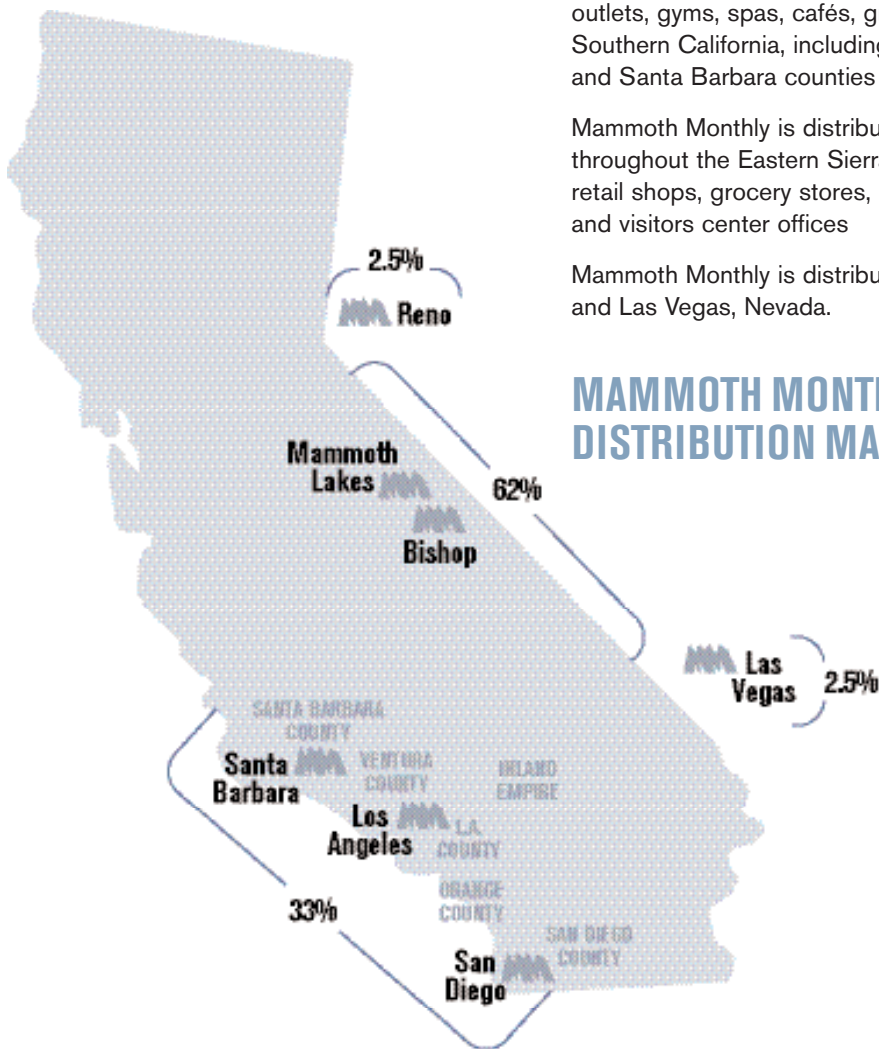 outlets, gyms, spas, cafés, g
Southern California, including
and Santa Barbara counties
Mammoth Monthly is distribu
throughout the Eastern Sierra
retail shops, grocery stores,
and visitors center offices
Mammoth Monthly is distribu
and Las Vegas, Nevada.
MAMMOTH MONTH
DISTRIBUTION MA
2.5%
Reno
Mammoth
Lakes
62%
Bishop
Las
Vegas
2.5%
SANTA BARBARA
COUNTY
Santa
Barbara
VENTURA
COUNTY
INLAND
EMPIRE
Los
Angeles
L.A.
COUNTY
ORANGE
COUNTY
33%
SAN DIEGO
COUNTY
San
Diego